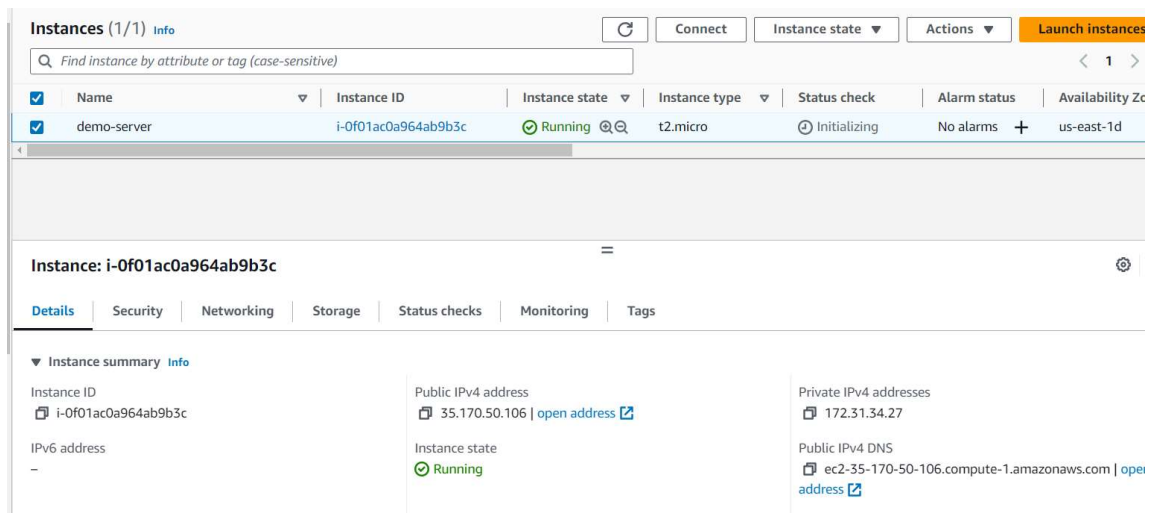 Instances (1/1) Info
Connect
Instance state
Actions
Launch instances
Find instance by attribute or tag (case-sensitive)
1
Name
Instance ID
Instance state
Instance type
Status check
Alarm status
Availability Zo
demo-server
i-0f01ac0a964ab9b3c
Running
t2.micro
Initializing
No alarms +
us-east-1d
Instance: i-0f01ac0a964ab9b3c
Details
Security
Networking
Storage
Status checks
Monitoring
Tags
Instance summary Info
Instance ID
i-0f01ac0a964ab9b3c
Public IPv4 address
35.170.50.106 | open address
Private IPv4 addresses
172.31.34.27
IPv6 address
–
Instance state
Running
Public IPv4 DNS
ec2-35-170-50-106.compute-1.amazonaws.com | open
address